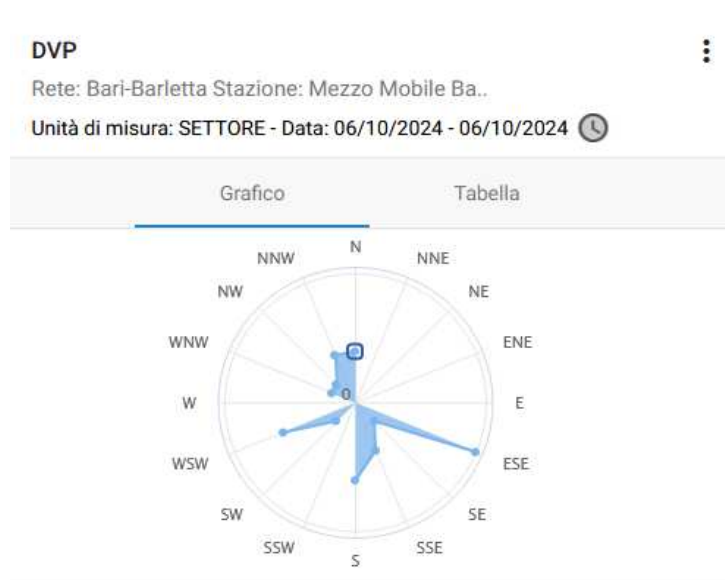 DVP
Rete: Bari-Barletta Stazione: Mezzo Mobile Ba..
Unità di misura: SETTORE - Data: 06/10/2024 - 06/10/2024
Grafico Tabella
N
NNW NNE
NW NE
WNW ENE
0
W E
WSW ESE
SW SE
SSW SSE
S